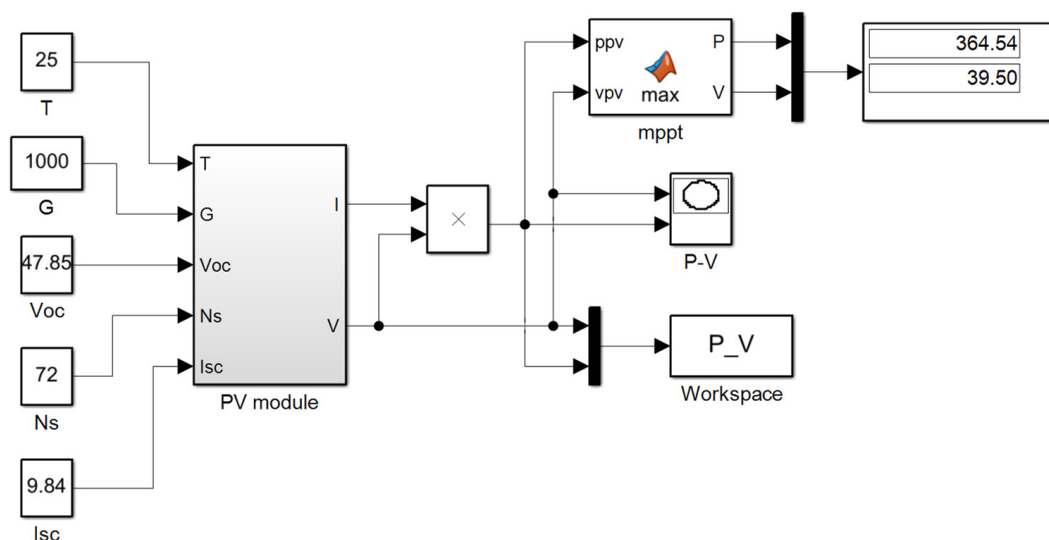 25
T
1000
G
47.85
Voc
72
Ns
9.84
Isc
T
G
Voc
Ns
Isc
I
V
PV module
×
ppv
vpv
P
V
max
mppt
364.54
39.50
P-V
P_V
Workspace